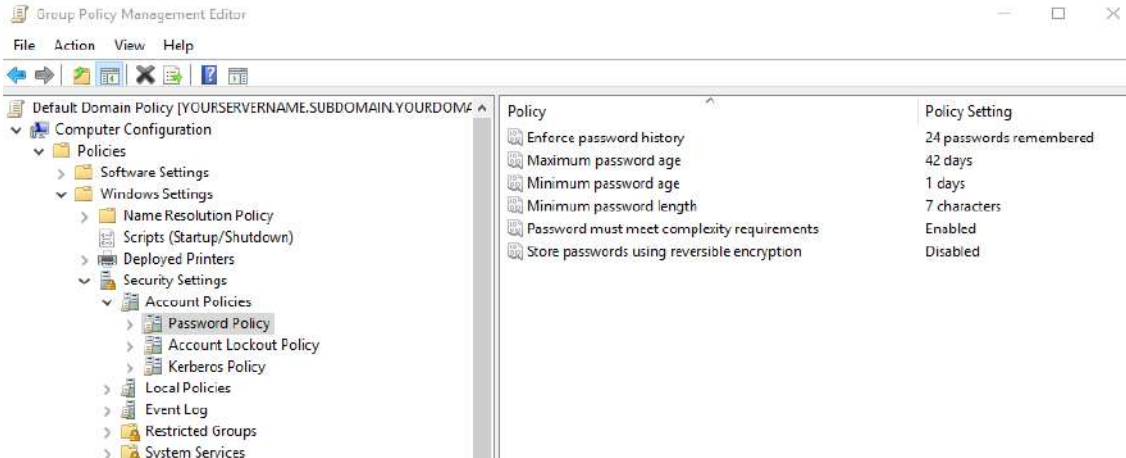 Group Policy Management Editor
File Action View Help
Default Domain Policy [YOURSERVERNAME.SUBDOMAIN.YOURDOMA
Computer Configuration
Policies
Software Settings
Windows Settings
Name Resolution Policy
Scripts (Startup/Shutdown)
Deployed Printers
Security Settings
Account Policies
Password Policy
Account Lockout Policy
Kerberos Policy
Local Policies
Event Log
Restricted Groups
System Services
Policy Policy Setting
Enforce password history 24 passwords remembered
Maximum password age 42 days
Minimum password age 1 days
Minimum password length 7 characters
Password must meet complexity requirements Enabled
Store passwords using reversible encryption Disabled